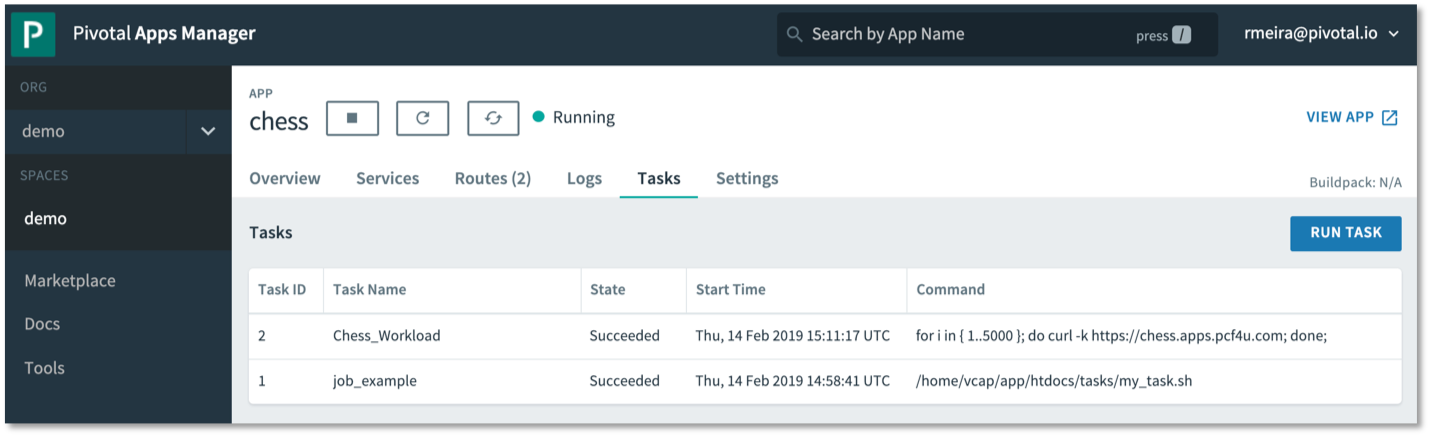 P Pivotal Apps Manager Search by App Name press / rmeira@pivotal.io
ORG
demo
SPACES
demo
Marketplace
Docs
Tools
APP
chess Running VIEW APP
Overview Services Routes (2) Logs Tasks Settings Buildpack: N/A
Tasks RUN TASK
Task ID Task Name State Start Time Command
2 Chess_Workload Succeeded Thu, 14 Feb 2019 15:11:17 UTC for i in { 1..5000 }; do curl -k https://chess.apps.pcf4u.com; done;
1 job_example Succeeded Thu, 14 Feb 2019 14:58:41 UTC /home/vcap/app/htdocs/tasks/my_task.sh